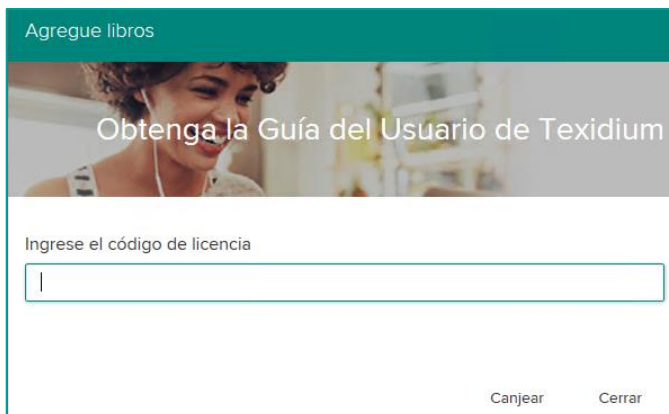 Agregue libros
Obtenga la Guía del Usuario de Texidium
Ingrese el código de licencia
Canjear Cerrar